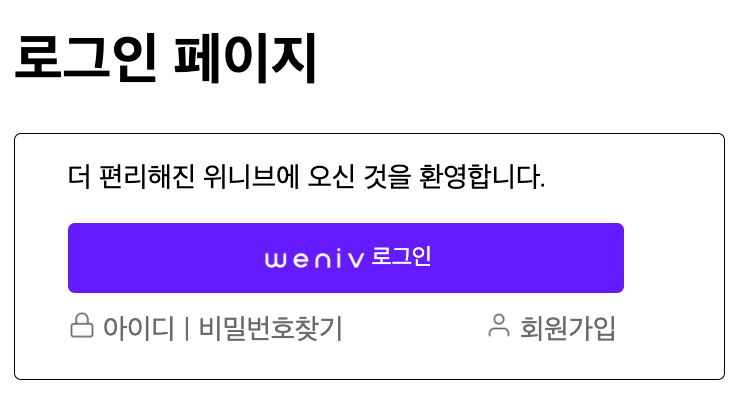 로그인 페이지
더 편리해진 위니브에 오신 것을 환영합니다.
weniv 로그인
아이디 | 비밀번호찾기 회원가입